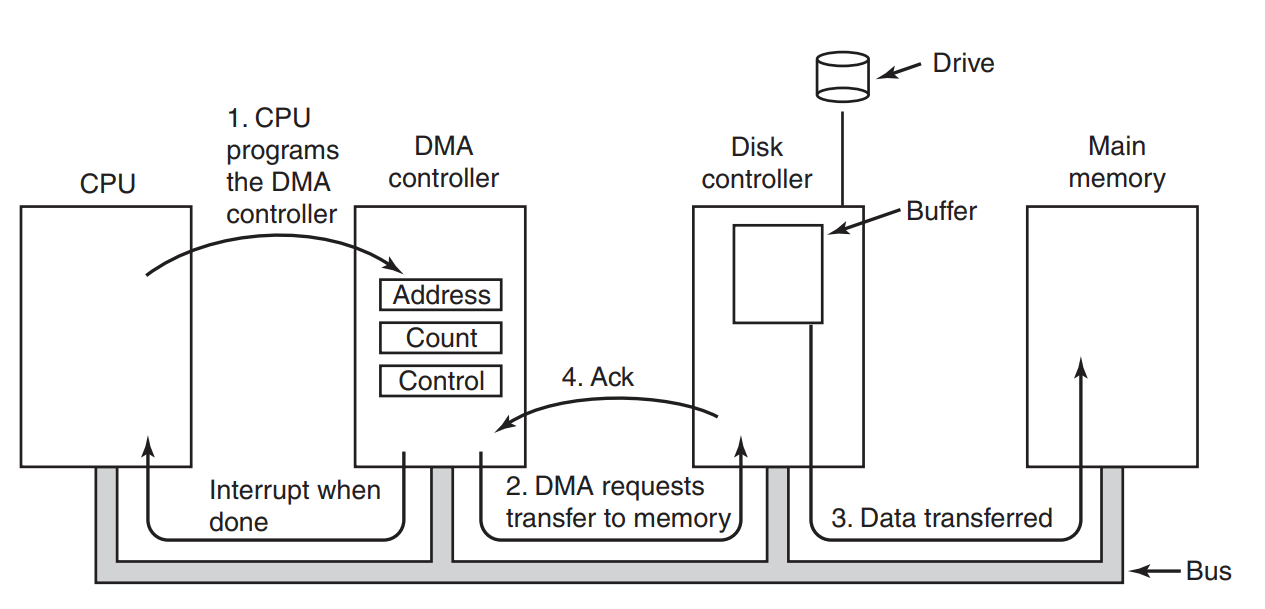 Drive
1. CPU
programs
the DMA
controller
DMA
controller
Disk
controller
Main
memory
CPU
Buffer
Address
Count
Control
4. Ack
Interrupt when
done
2. DMA requests
transfer to memory
3. Data transferred
Bus